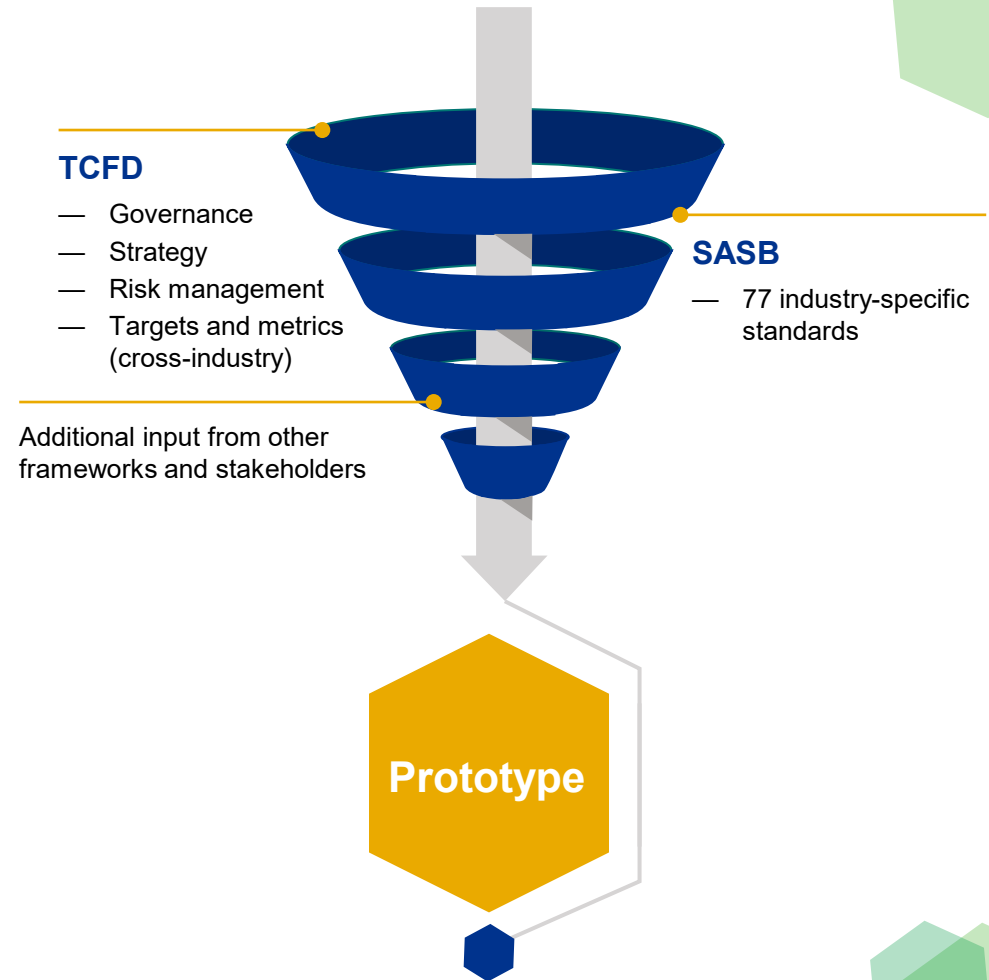 TCFD
— Governance
— Strategy
— Risk management
— Targets and metrics
(cross-industry)
SASB
— 77 industry-specific
standards
Additional input from other
frameworks and stakeholders
Prototype